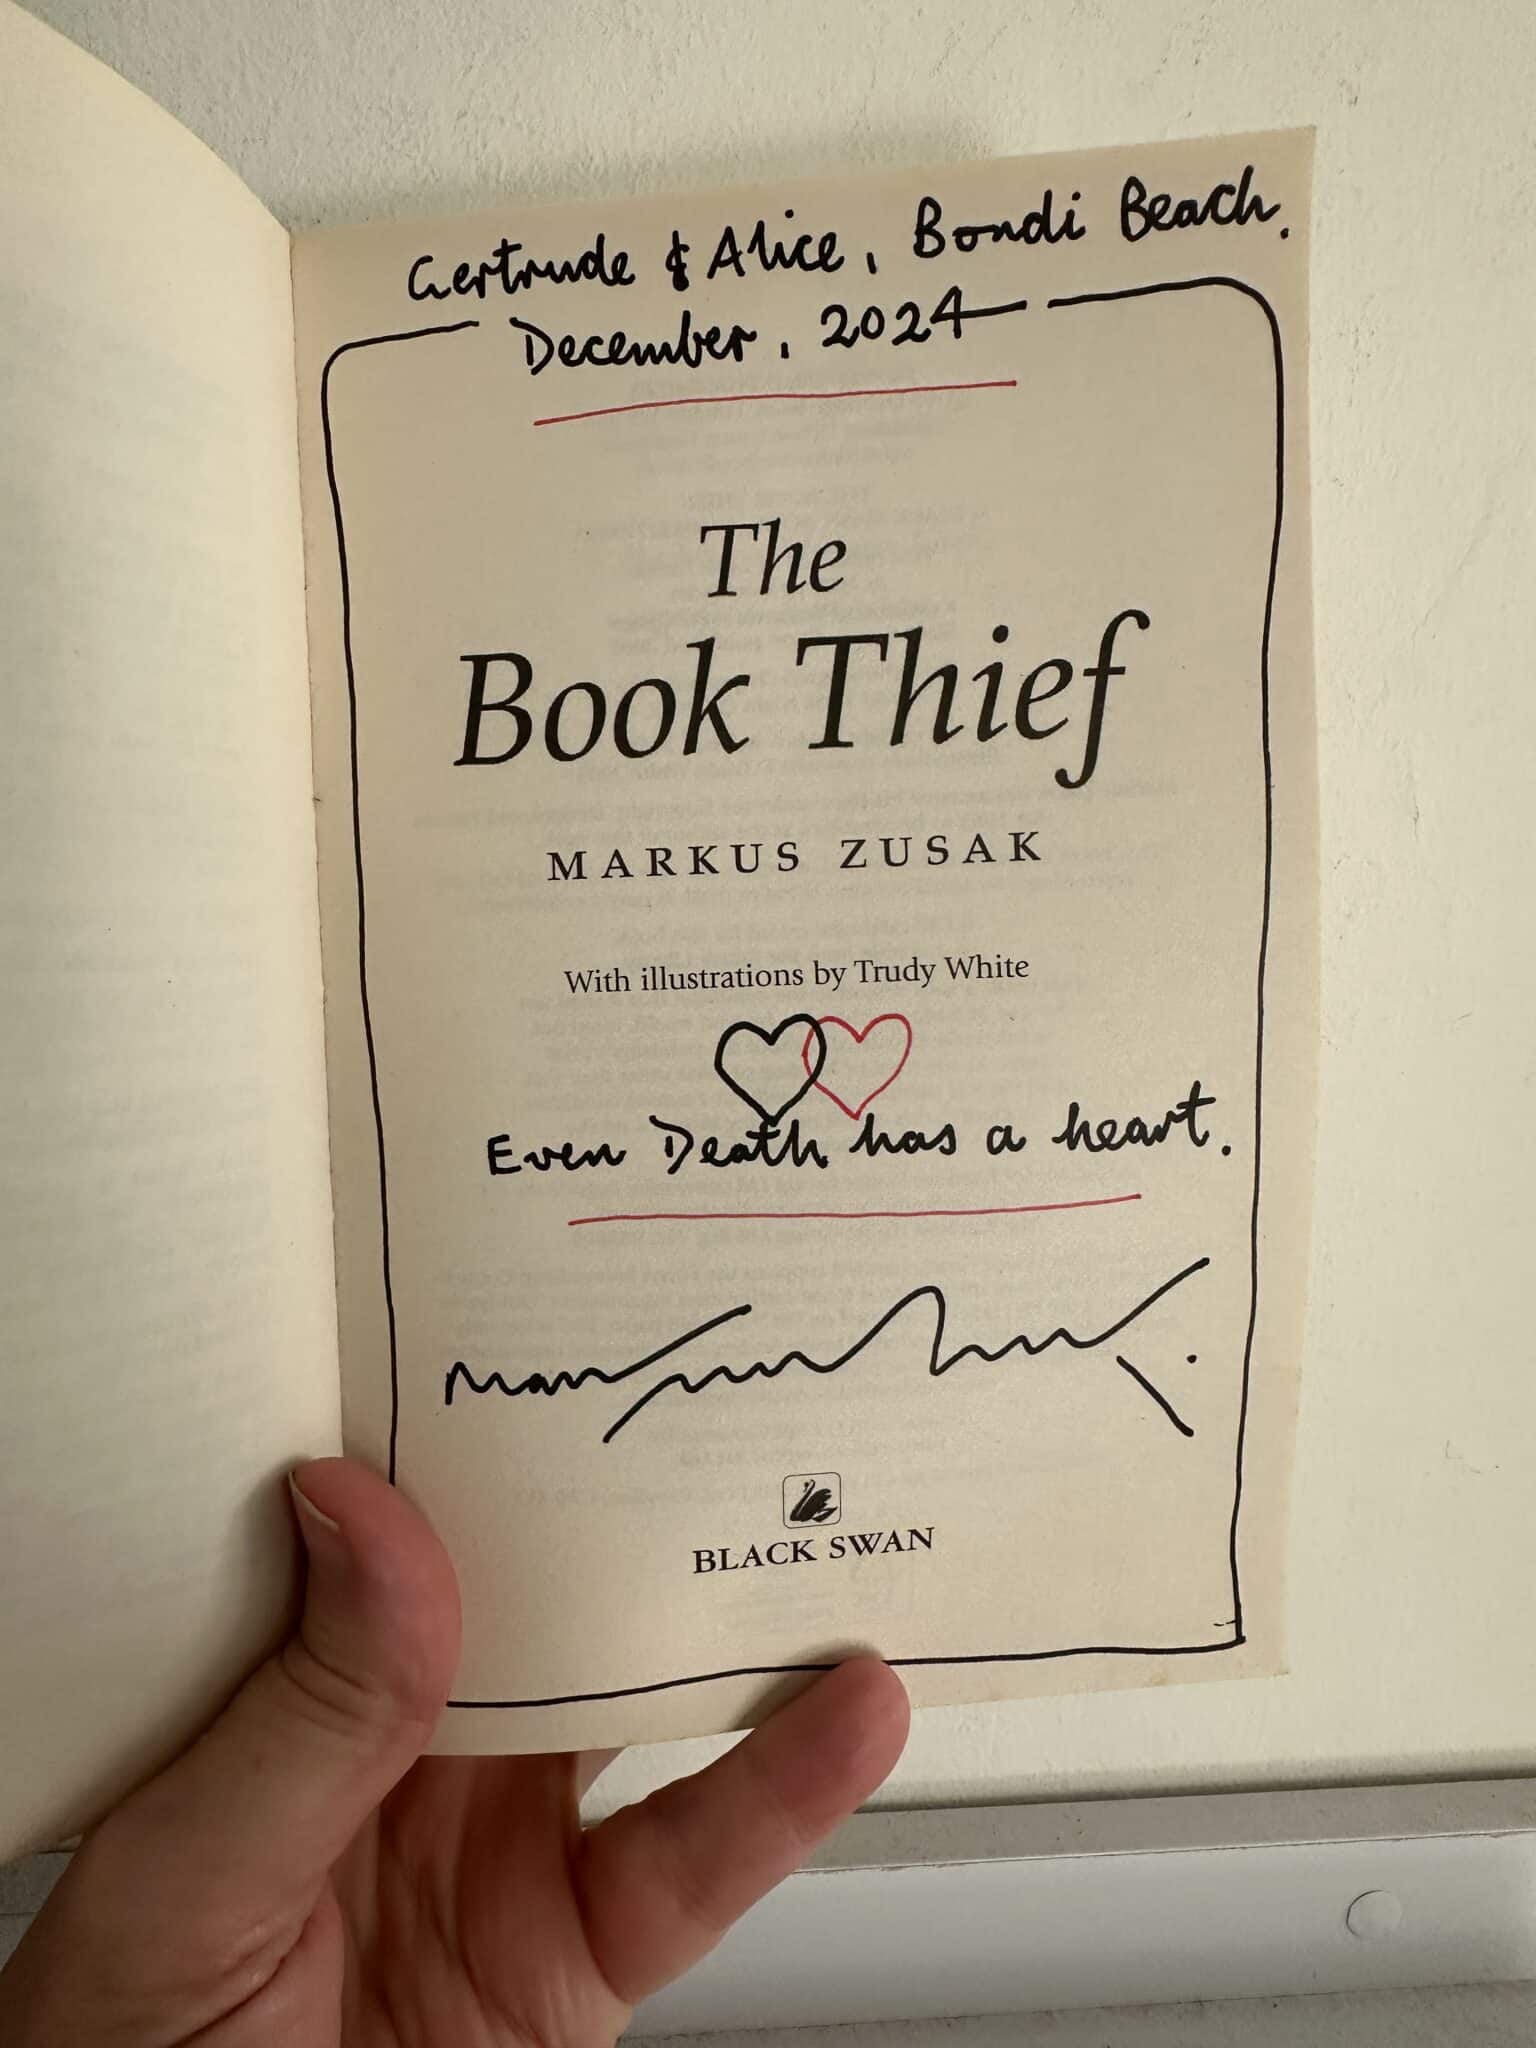 Gertrude & Alice, Bondi Beach.
December, 2024
The
Book Thief
MARKUS ZUSAK
With illustrations by Trudy White
Even Death has a heart.
BLACK SWAN